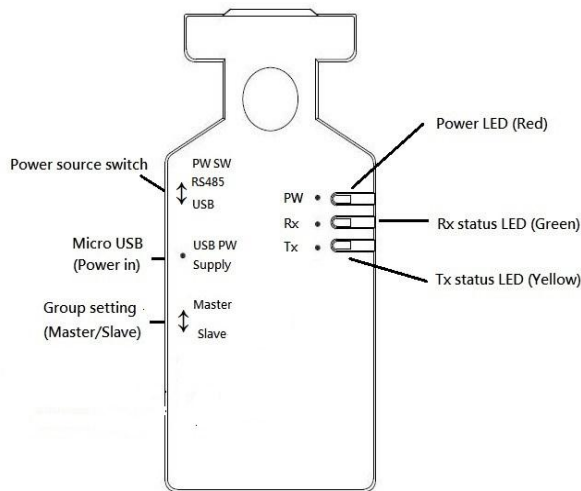 Power LED (Red)
Power source switch
PW SW
RS485
USB
PW
Rx
Tx
Rx status LED (Green)
Micro USB
(Power in)
USB PW
Supply
Tx status LED (Yellow)
Group setting
(Master/Slave)
Master
Slave